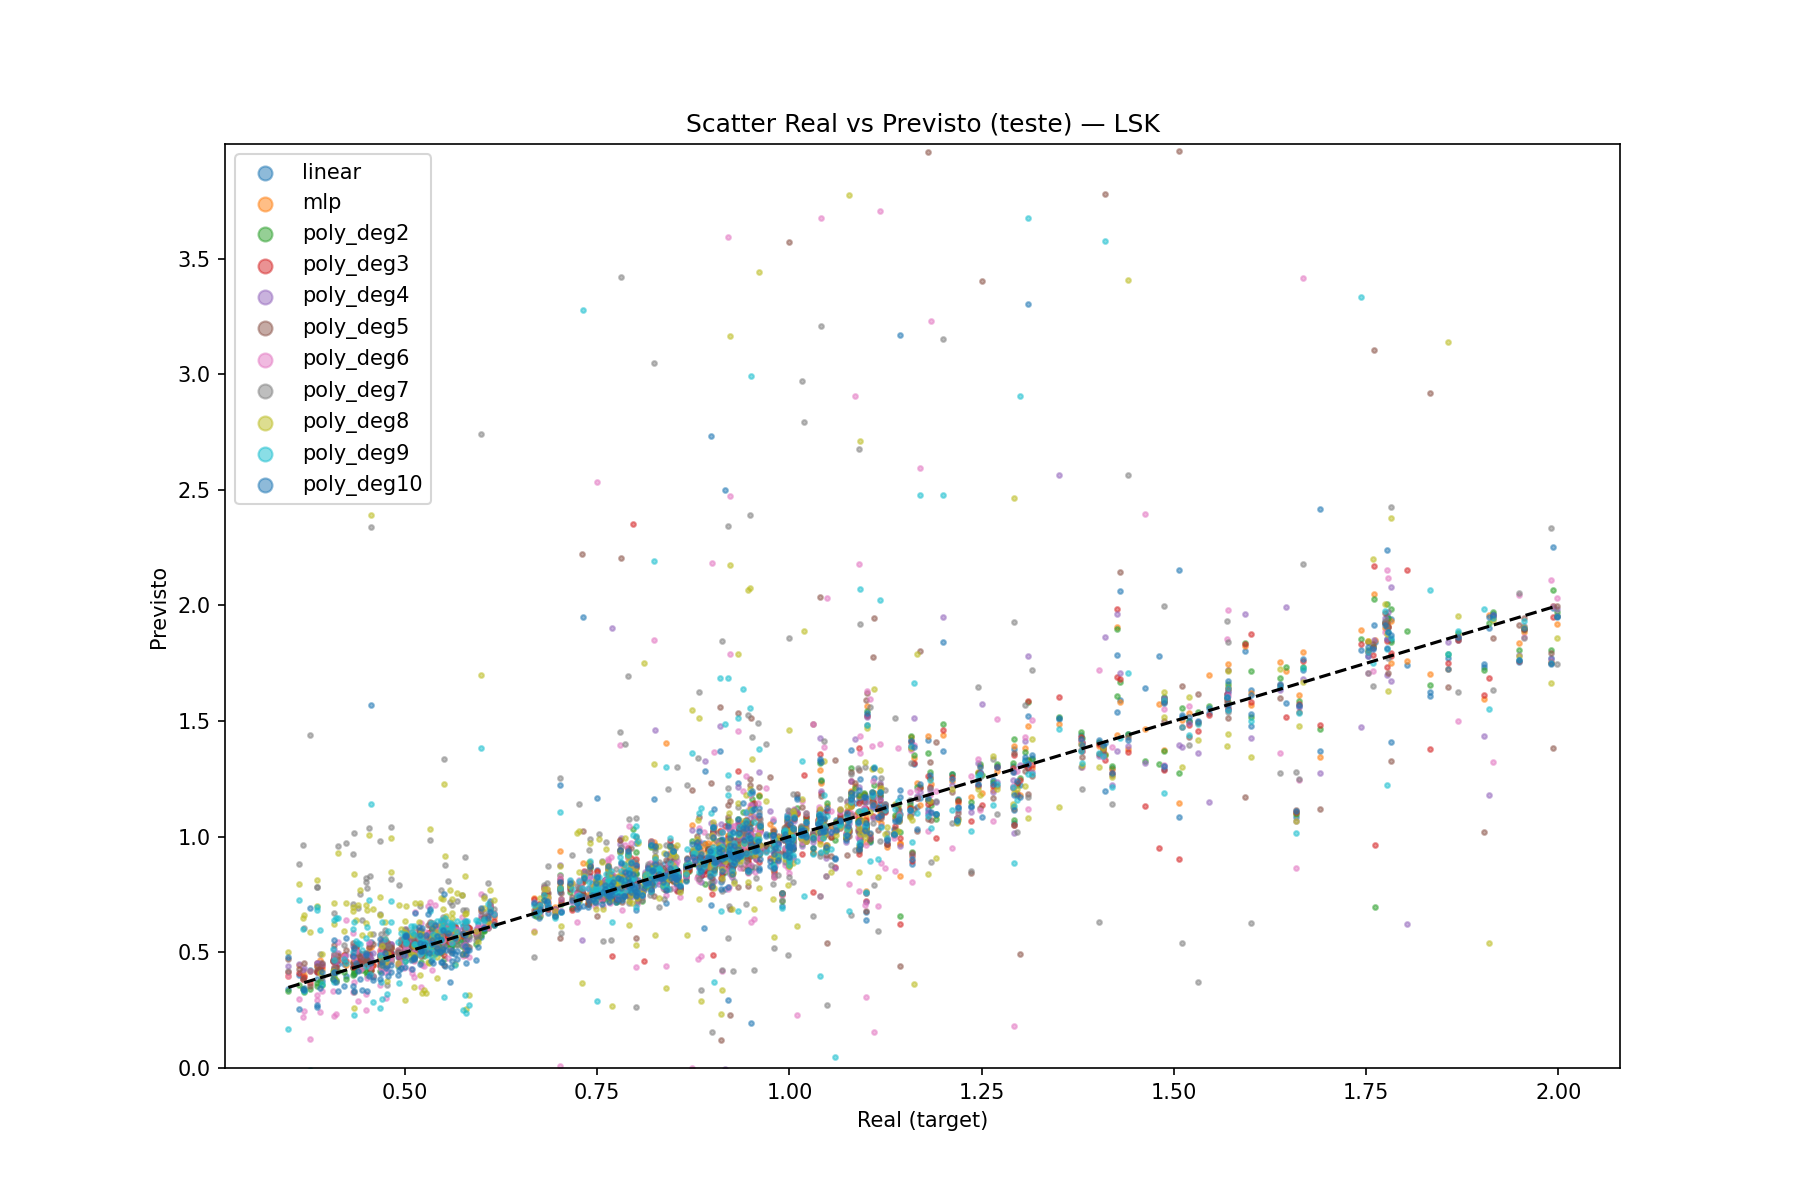 Scatter Real vs Previsto (teste) — LSK
linear
mlp
poly_deg2
poly_deg3
poly_deg4
poly_deg5
poly_deg6
poly_deg7
poly_deg8
poly_deg9
poly_deg10
Previsto
3.5
3.0
2.5
2.0
1.5
1.0
0.5
0.0
0.50 0.75 1.00 1.25 1.50 1.75 2.00
Real (target)